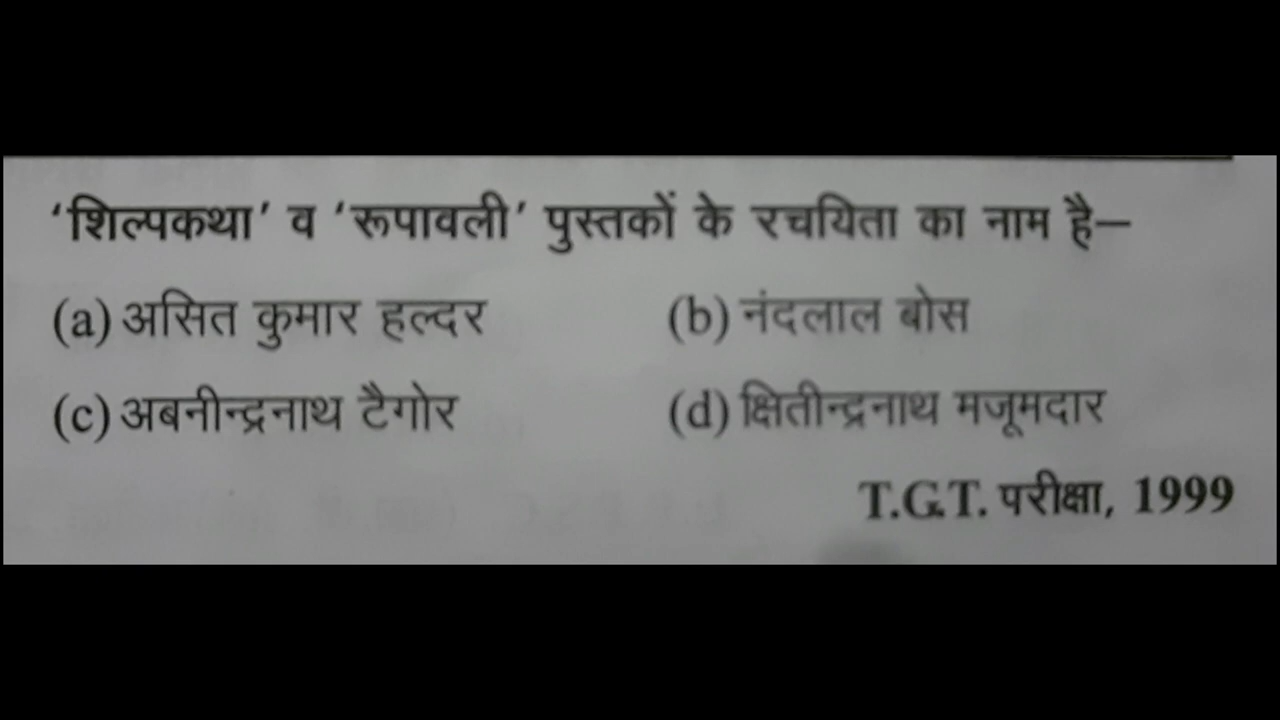 ‘शिल्पकथा’ व ‘रूपावली’ पुस्तकों के रचयिता का नाम है–
(a) असित कुमार हल्दर (b) नंदलाल बोस
(c) अबनीन्द्रनाथ टैगोर (d) क्षितीन्द्रनाथ मजूमदार
T.G.T. परीक्षा, 1999